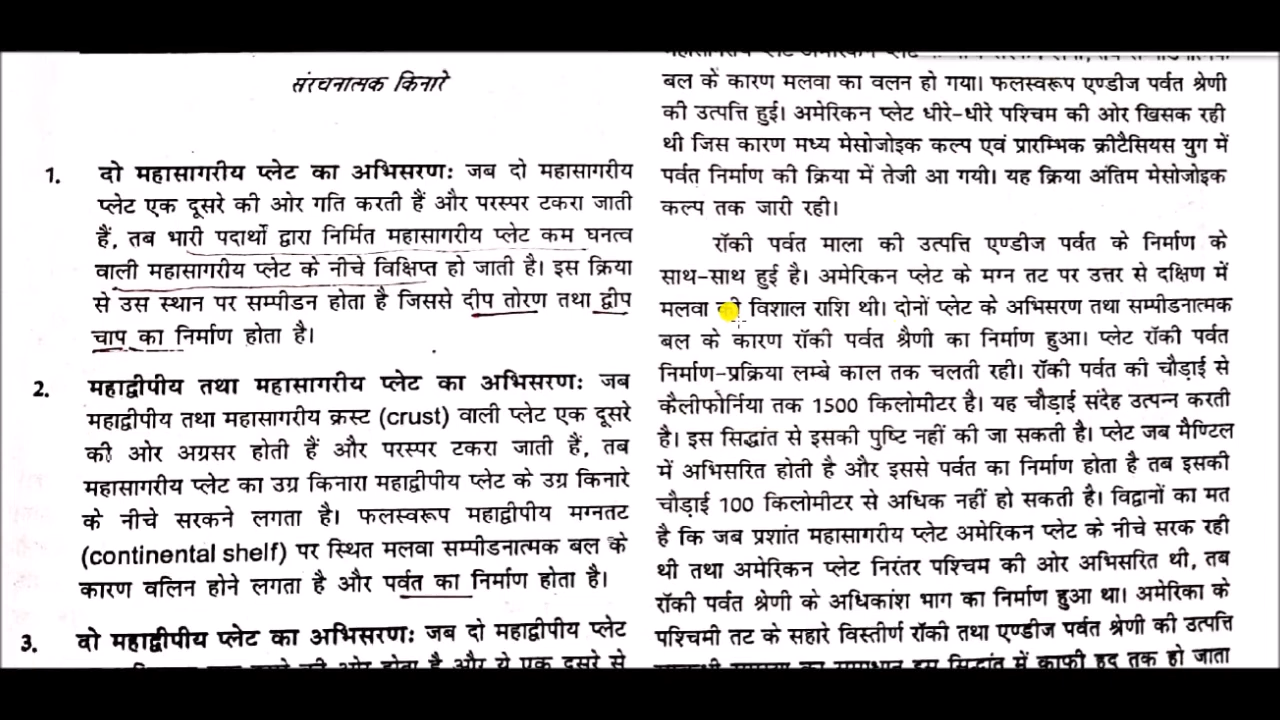 संरचनात्मक किनारे
1. दो महासागरीय प्लेट का अभिसरणः जब दो महासागरीय
प्लेट एक दूसरे की ओर गति करती हैं और परस्पर टकरा जाती
हैं, तब भारी पदार्थो द्वारा निर्मित महासागरीय प्लेट कम घनत्व
वाली महासागरीय प्लेट के नीचे विक्षिप्त हो जाती है। इस क्रिया
से उस स्थान पर सम्पीडन होता है जिससे दीप तोरण तथा द्वीप
चाप का निर्माण होता है।
2. महाद्वीपीय तथा महासागरीय प्लेट का अभिसरणः जब
महाद्वीपीय तथा महासागरीय क्रस्ट (crust) वाली प्लेट एक दूसरे
की ओर अग्रसर होती हैं और परस्पर टकरा जाती हैं, तब
महासागरीय प्लेट का उग्र किनारा महाद्वीपीय प्लेट के उग्र किनारे
के नीचे सरकने लगता है। फलस्वरूप महाद्वीपीय मग्नतट
(continental shelf) पर स्थित मलवा सम्पीडनात्मक बल के
कारण वलिन होने लगता है और पर्वत का निर्माण होता है।
3. दो महाद्वीपीय प्लेट का अभिसरणः जब दो महाद्वीपीय प्लेट
होता है और ये एक दूसरे से
बल के कारण मलवा का वलन हो गया। फलस्वरूप एण्डीज पर्वत श्रेणी
की उत्पत्ति हुई। अमेरिकन प्लेट धीरे-धीरे पश्चिम की ओर खिसक रही
थी जिस कारण मध्य मेसोजोइक कल्प एवं प्रारम्भिक क्रीटैसियस युग में
पर्वत निर्माण की क्रिया में तेजी आ गयी। यह क्रिया अंतिम मेसोजोइक
कल्प तक जारी रही।
रॉकी पर्वत माला की उत्पत्ति एण्डीज पर्वत के निर्माण के
साथ-साथ हुई है। अमेरिकन प्लेट के मग्न तट पर उत्तर से दक्षिण में
मलवा की विशाल राशि थी। दोनों प्लेट के अभिसरण तथा सम्पीडनात्मक
बल के कारण रॉकी पर्वत श्रैणी का निर्माण हुआ। प्लेट रॉकी पर्वत
निर्माण-प्रक्रिया लम्बे काल तक चलती रही। रॉकी पर्वत की चौड़ाई से
कैलीफोर्निया तक 1500 किलोमीटर है। यह चौड़ाई संदेह उत्पन्न करती
है। इस सिद्धांत से इसकी पुष्टि नहीं की जा सकती है। प्लेट जब मैण्टिल
में अभिसरित होती है और इससे पर्वत का निर्माण होता है तब इसकी
चौड़ाई 100 किलोमीटर से अधिक नहीं हो सकती है। विद्वानों का मत
है कि जब प्रशांत महासागरीय प्लेट अमेरिकन प्लेट के नीचे सरक रही
थी तथा अमेरिकन प्लेट निरंतर पश्चिम की ओर अभिसरित थी, तब
रॉकी पर्वत श्रेणी के अधिकांश भाग का निर्माण हुआ था। अमेरिका के
पश्चिमी तट के सहारे विस्तीर्ण रॉकी तथा एण्डीज पर्वत श्रेणी की उत्पत्ति
का समाधान इस सिद्धांत में काफी हद तक हो जाता